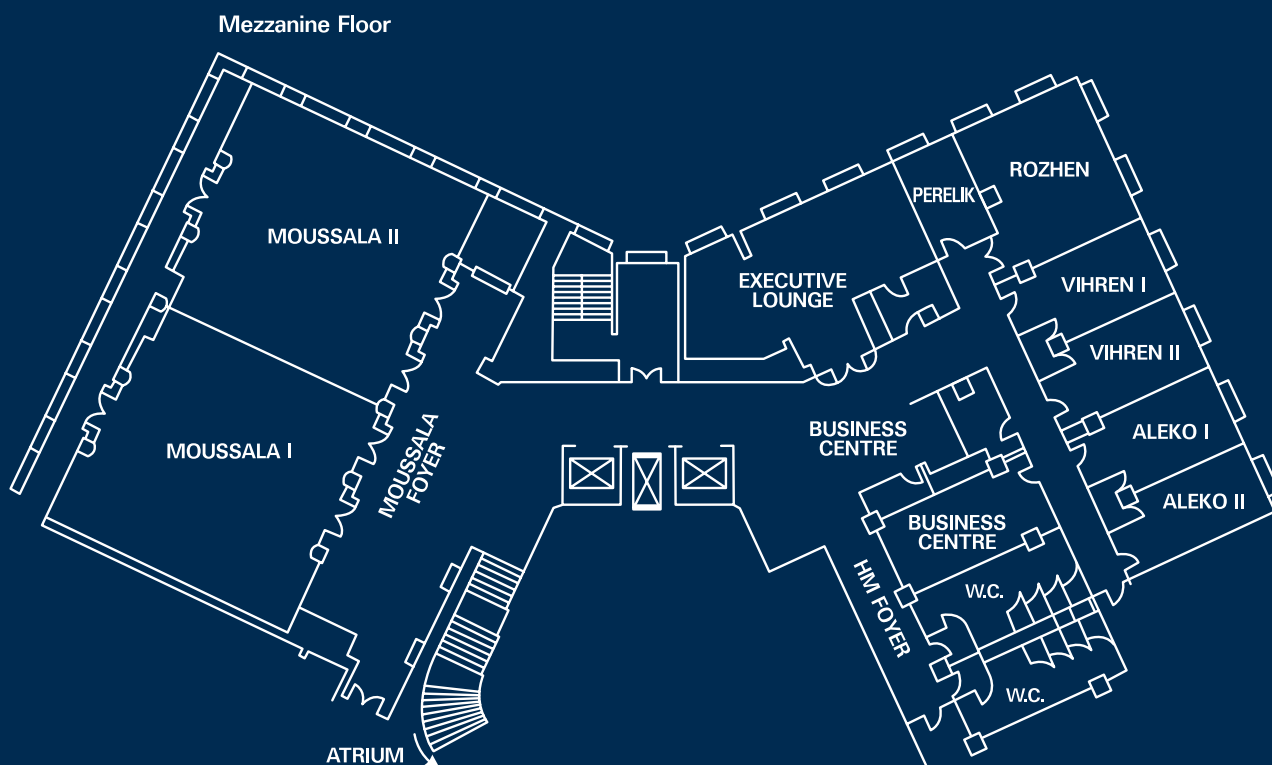 Mezzanine Floor
MOUSSALA II
MOUSSALA I
MOUSSALA
FOYER
ATRIUM
EXECUTIVE
LOUNGE
PERELIK
ROZHEN
VIHREN I
VIHREN II
ALEKO I
ALEKO II
BUSINESS
CENTRE
BUSINESS
CENTRE
HM FOYER
W.C.
W.C.